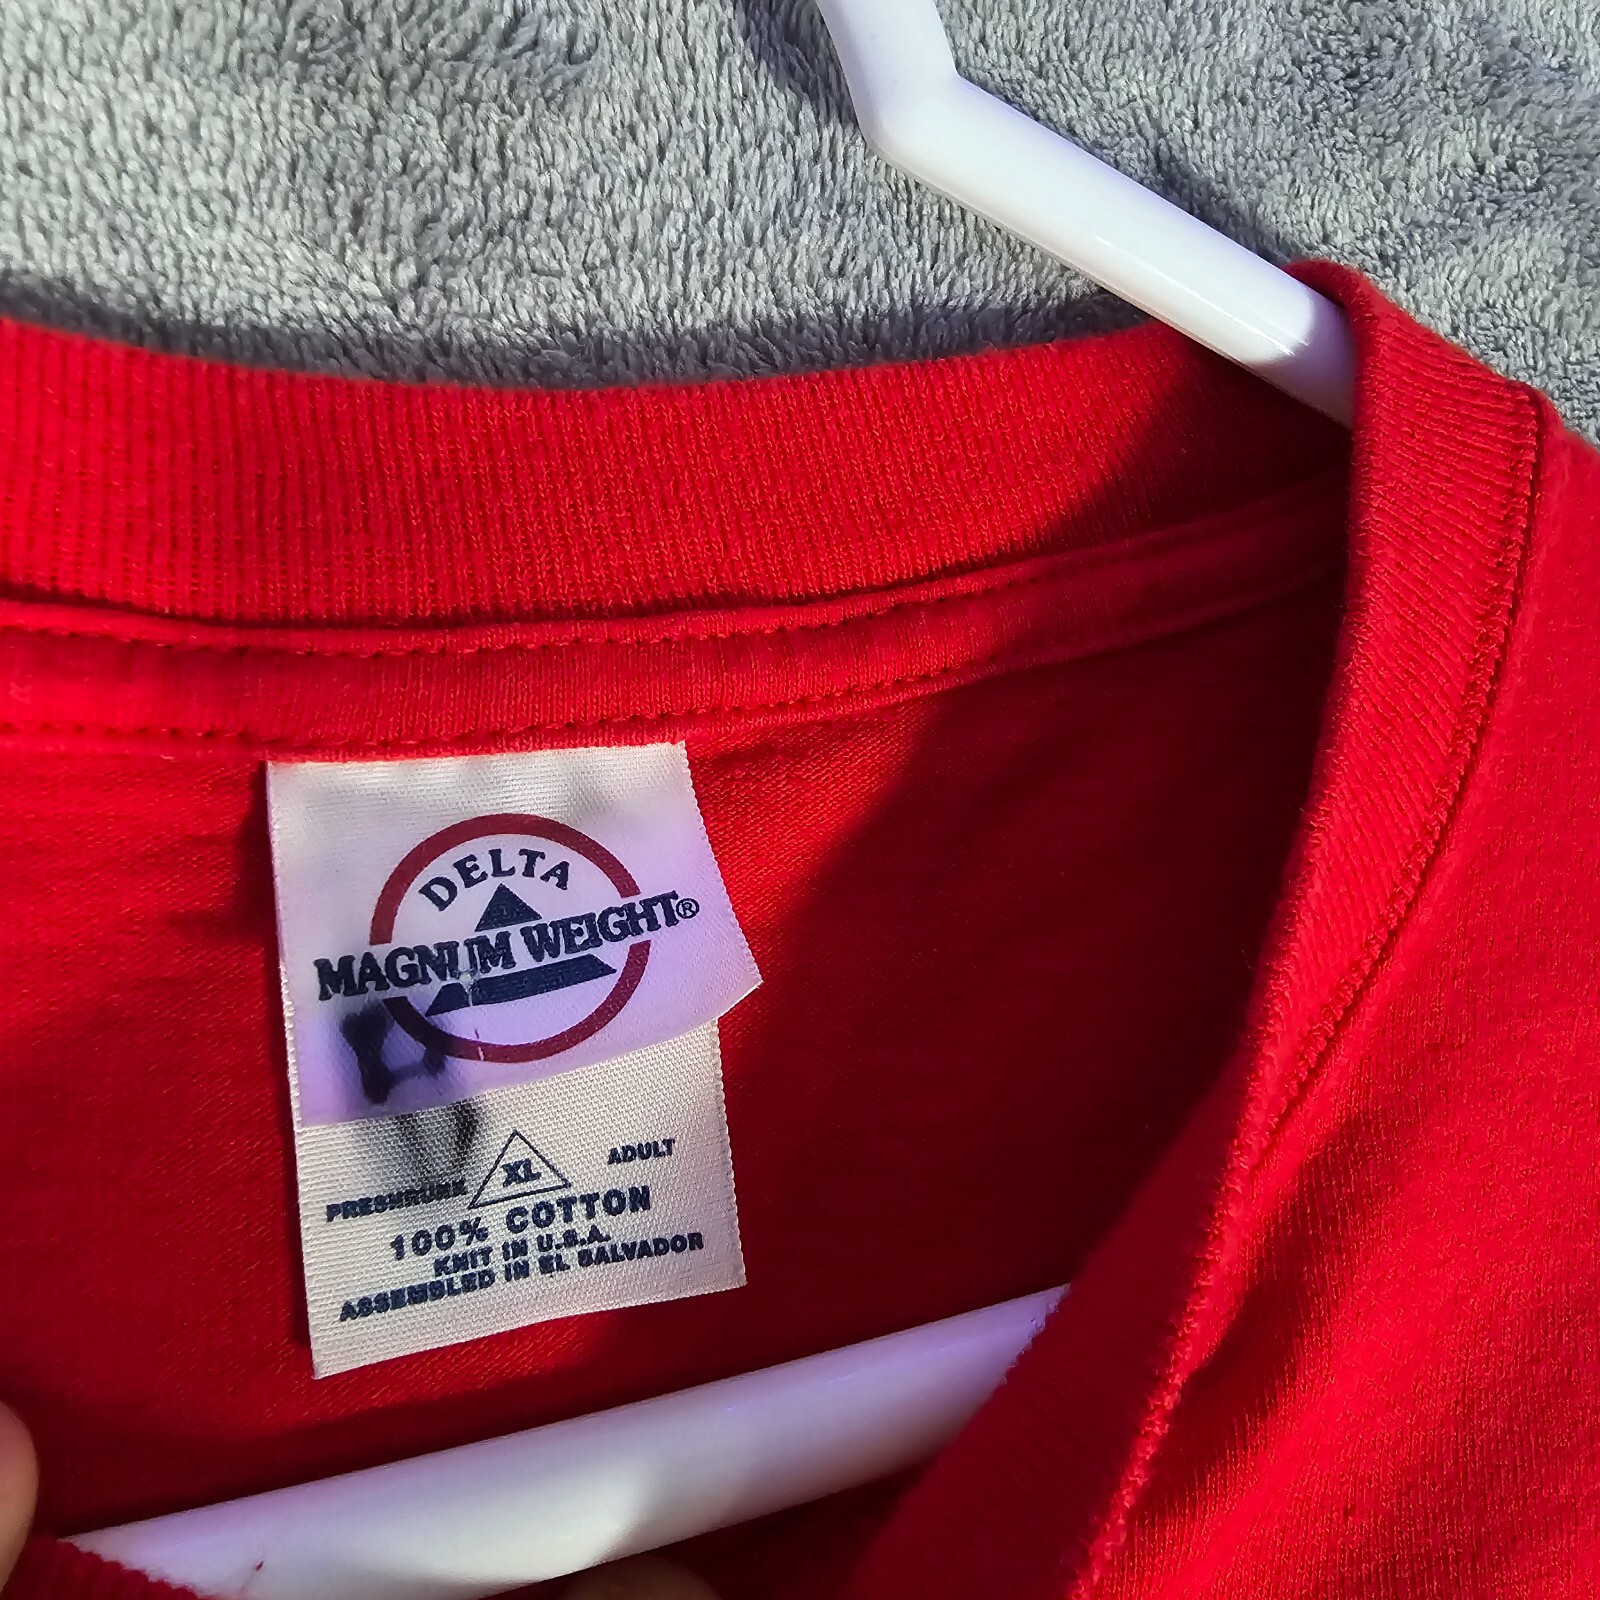 DELTA
MAGNUM WEIGHT®
XL
ADULT
PRESHRUNK
100% COTTON
KNIT IN U.S.A.
ASSEMBLED IN EL SALVADOR